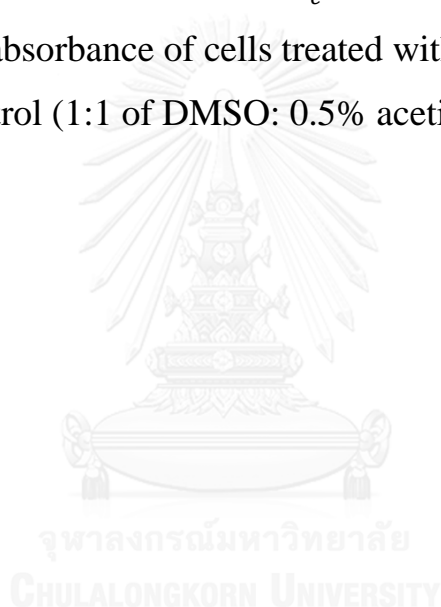 absorbance of cells treated with
rol (1:1 of DMSO: 0.5% aceti
จุฬาลงกรณ์มหาวิทยาลัย
CHULALONGKORN UNIVERSITY